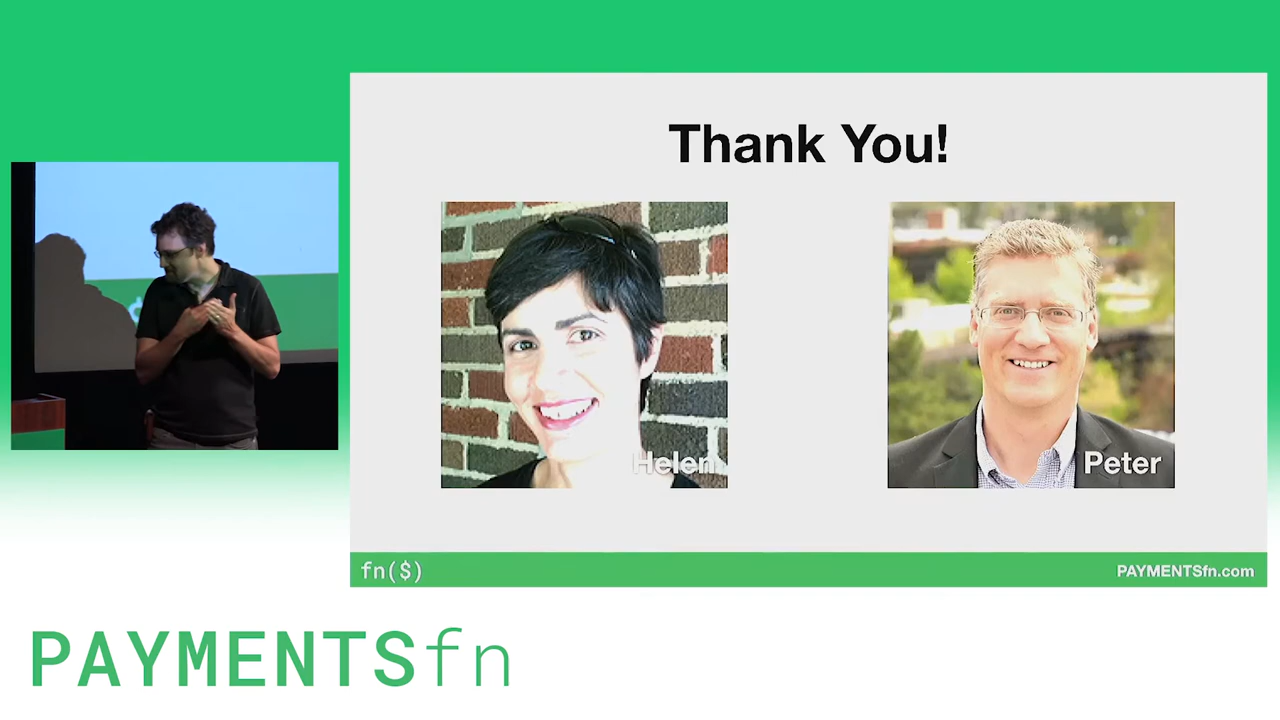 Thank You!
Helen
Peter
fn($)
PAYMENTSfn.com
PAYMENTSfn